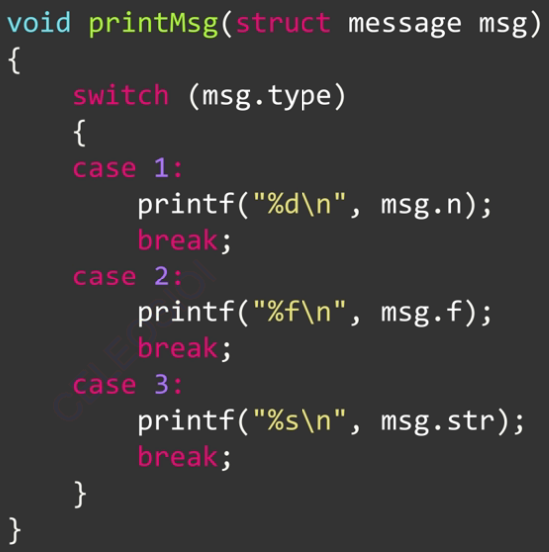 void printMsg(struct message msg)
{
    switch (msg.type)
    {
    case 1:
        printf("%d\n", msg.n);
        break;
    case 2:
        printf("%f\n", msg.f);
        break;
    case 3:
        printf("%s\n", msg.str);
        break;
    }
}